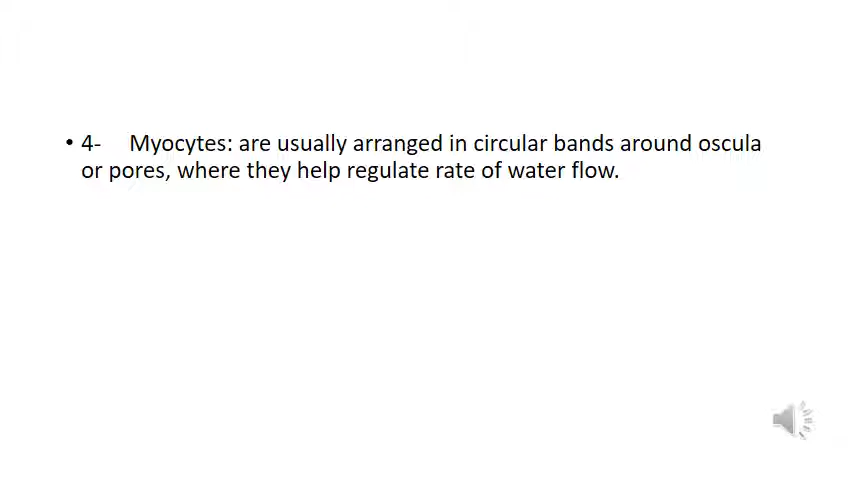 • 4- Myocytes: are usually arranged in circular bands around oscula
or pores, where they help regulate rate of water flow.